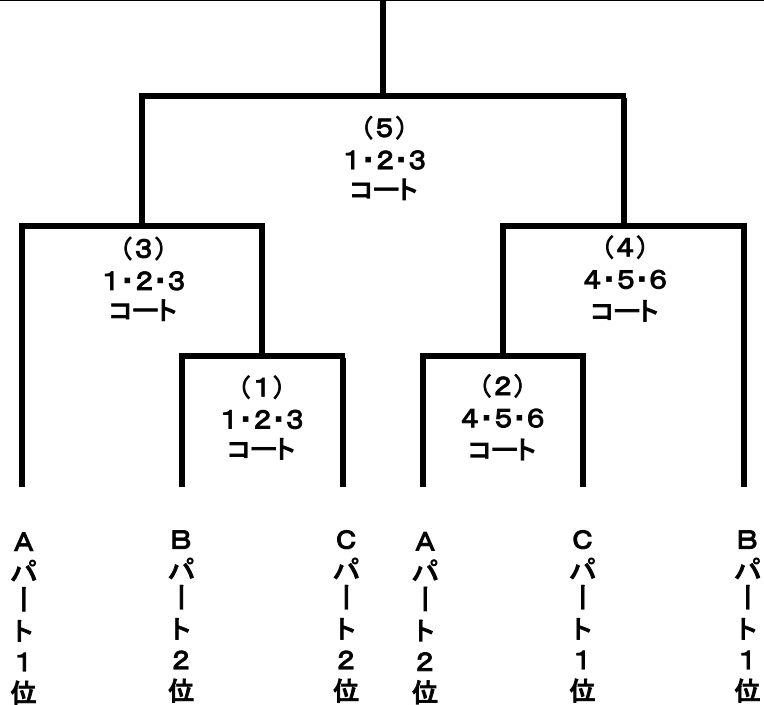 （５）
１・２・３
コート
（３）
１・２・３
コート
（４）
４・５・６
コート
（１）
１・２・３
コート
（２）
４・５・６
コート
Ａパート１位
Ｂパート２位
Ｃパート２位
Ａパート２位
Ｃパート１位
Ｂパート１位